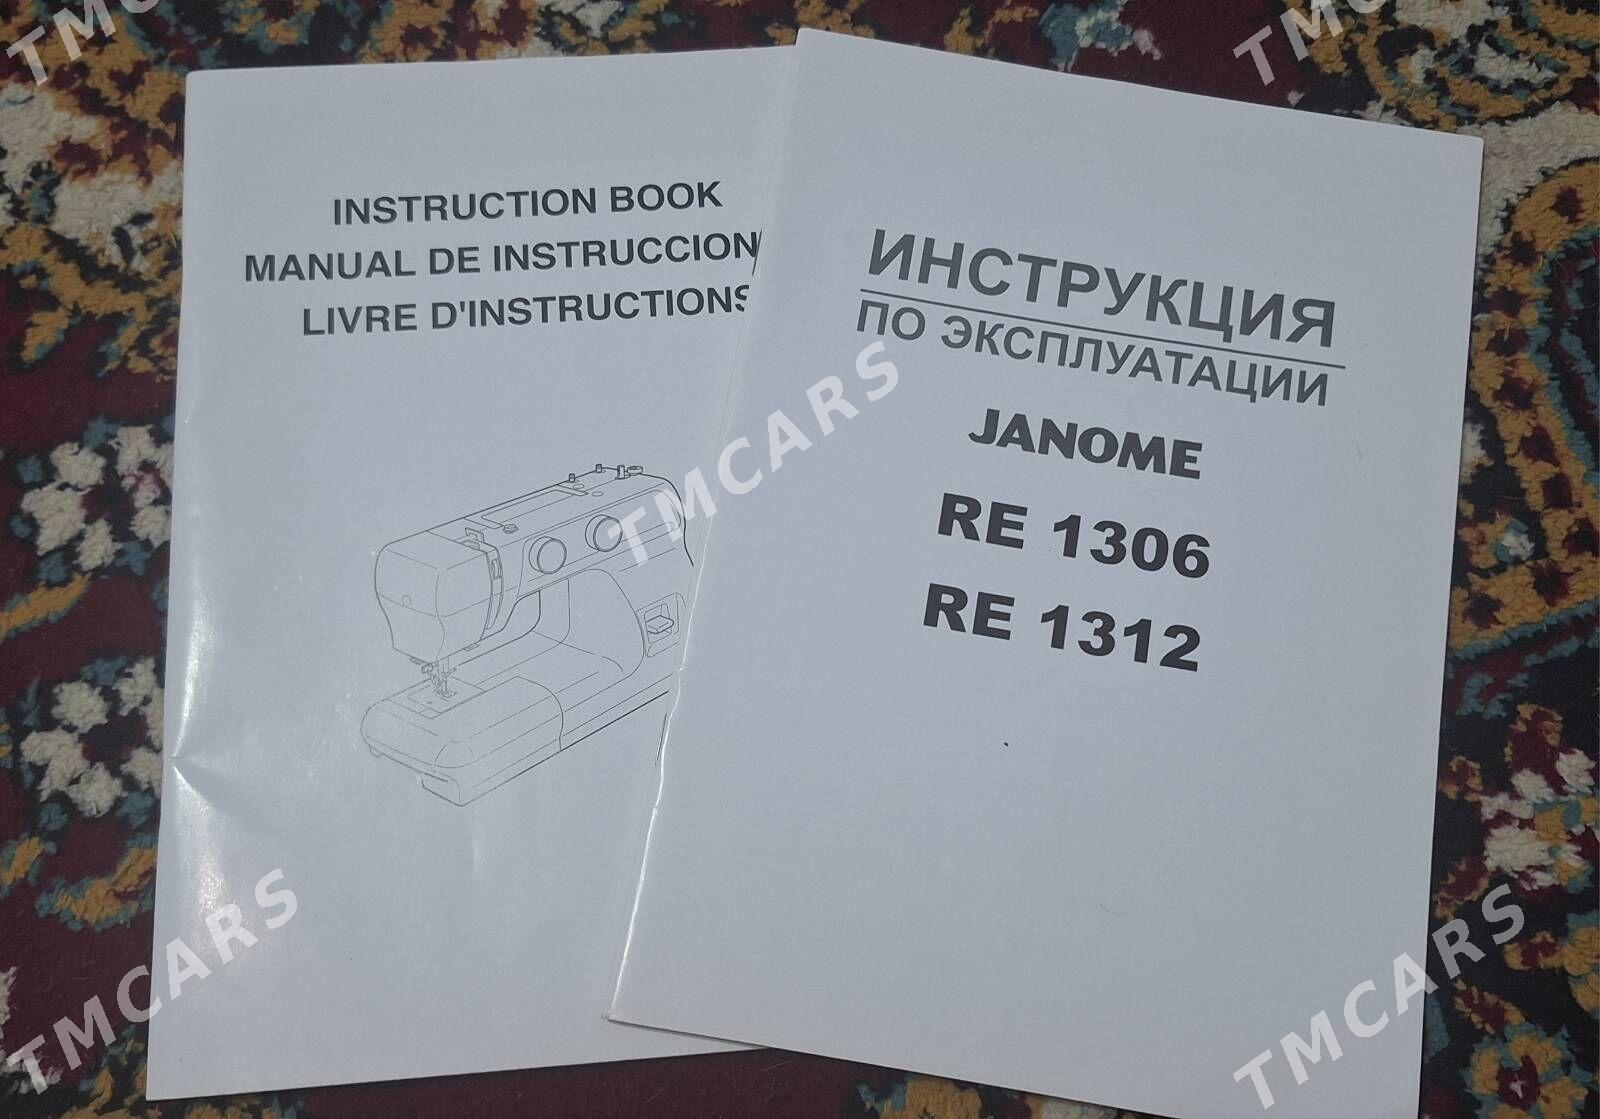 INSTRUCTION BOOK
MANUAL DE INSTRUCCION
LIVRE D'INSTRUCTIONS
ИНСТРУКЦИЯ
ПО ЭКСПЛУАТАЦИИ
JANOME
RE 1306
RE 1312
TMCARS
TMCARS
TMCARS
TMCARS
TMCARS